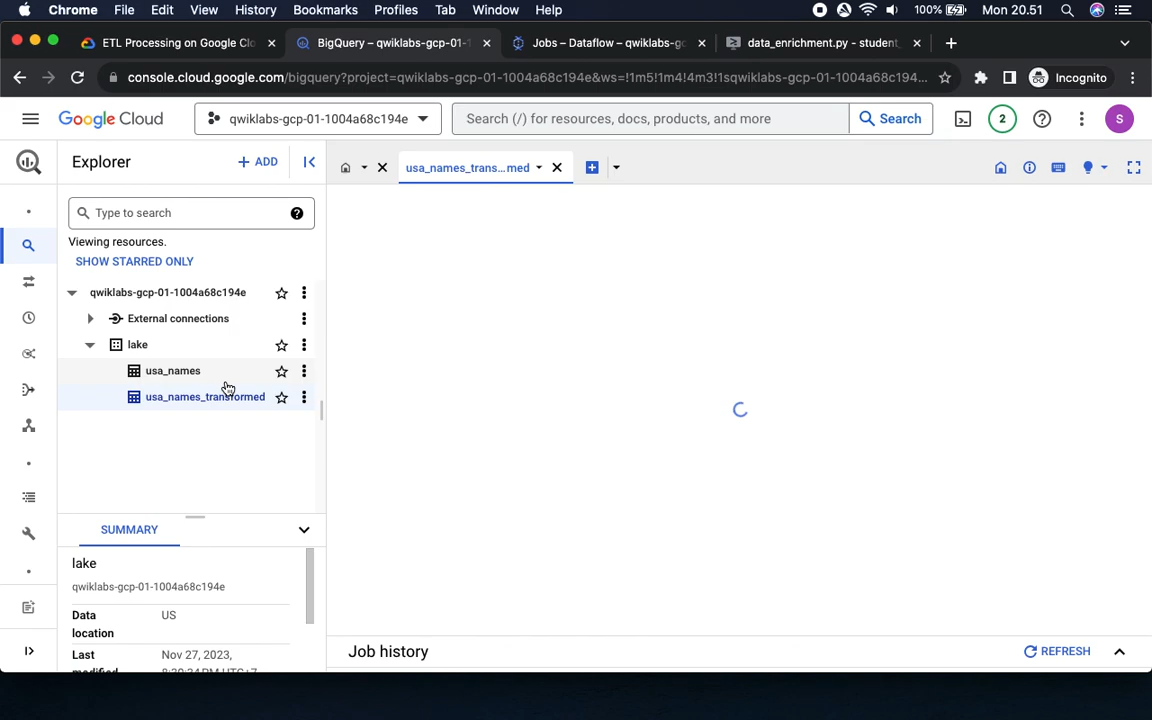 Chrome File Edit View History Bookmarks Profiles Tab Window Help 100% Mon 20.51
ETL Processing on Google Clo BigQuery – qwiklabs-gcp-01-1 Jobs – Dataflow – qwiklabs-gc data_enrichment.py - student_
console.cloud.google.com/bigquery?project=qwiklabs-gcp-01-1004a68c194e&ws=!1m5!1m4!4m3!1sqwiklabs-gcp-01-1004a68c194... Incognito
Google Cloud qwiklabs-gcp-01-1004a68c194e Search (/) for resources, docs, products, and more Search 2 S
Explorer + ADD usa_names_trans...med
Type to search
Viewing resources.
SHOW STARRED ONLY
qwiklabs-gcp-01-1004a68c194e
External connections
lake
usa_names
usa_names_transformed
SUMMARY
lake
qwiklabs-gcp-01-1004a68c194e
Data location US
Last Nov 27, 2023,
Job history REFRESH